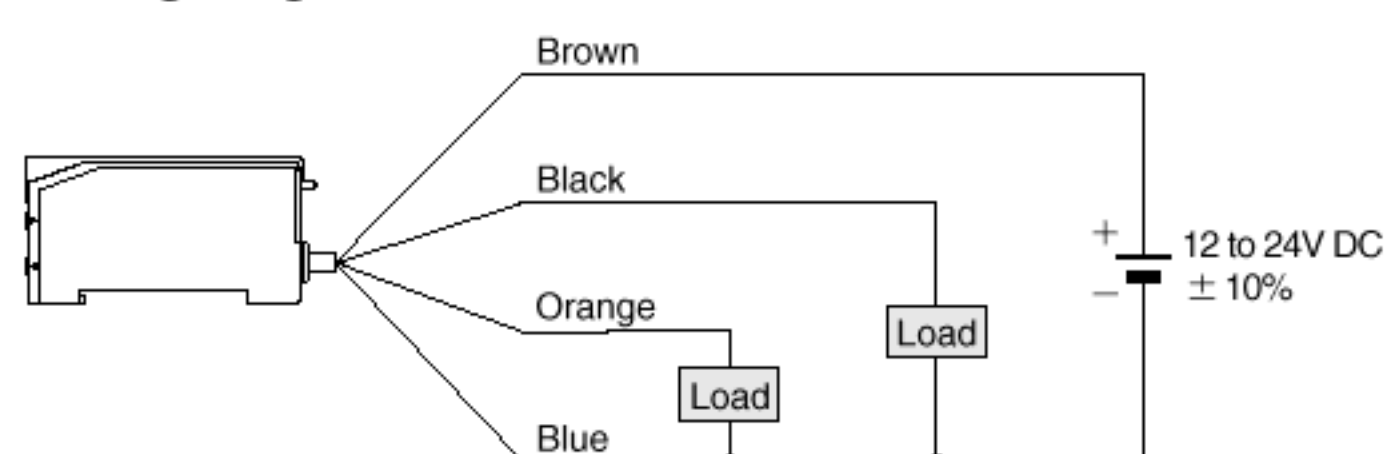 Brown
Black
+
12 to 24V DC
−
± 10%
Orange
Load
Load
Blue